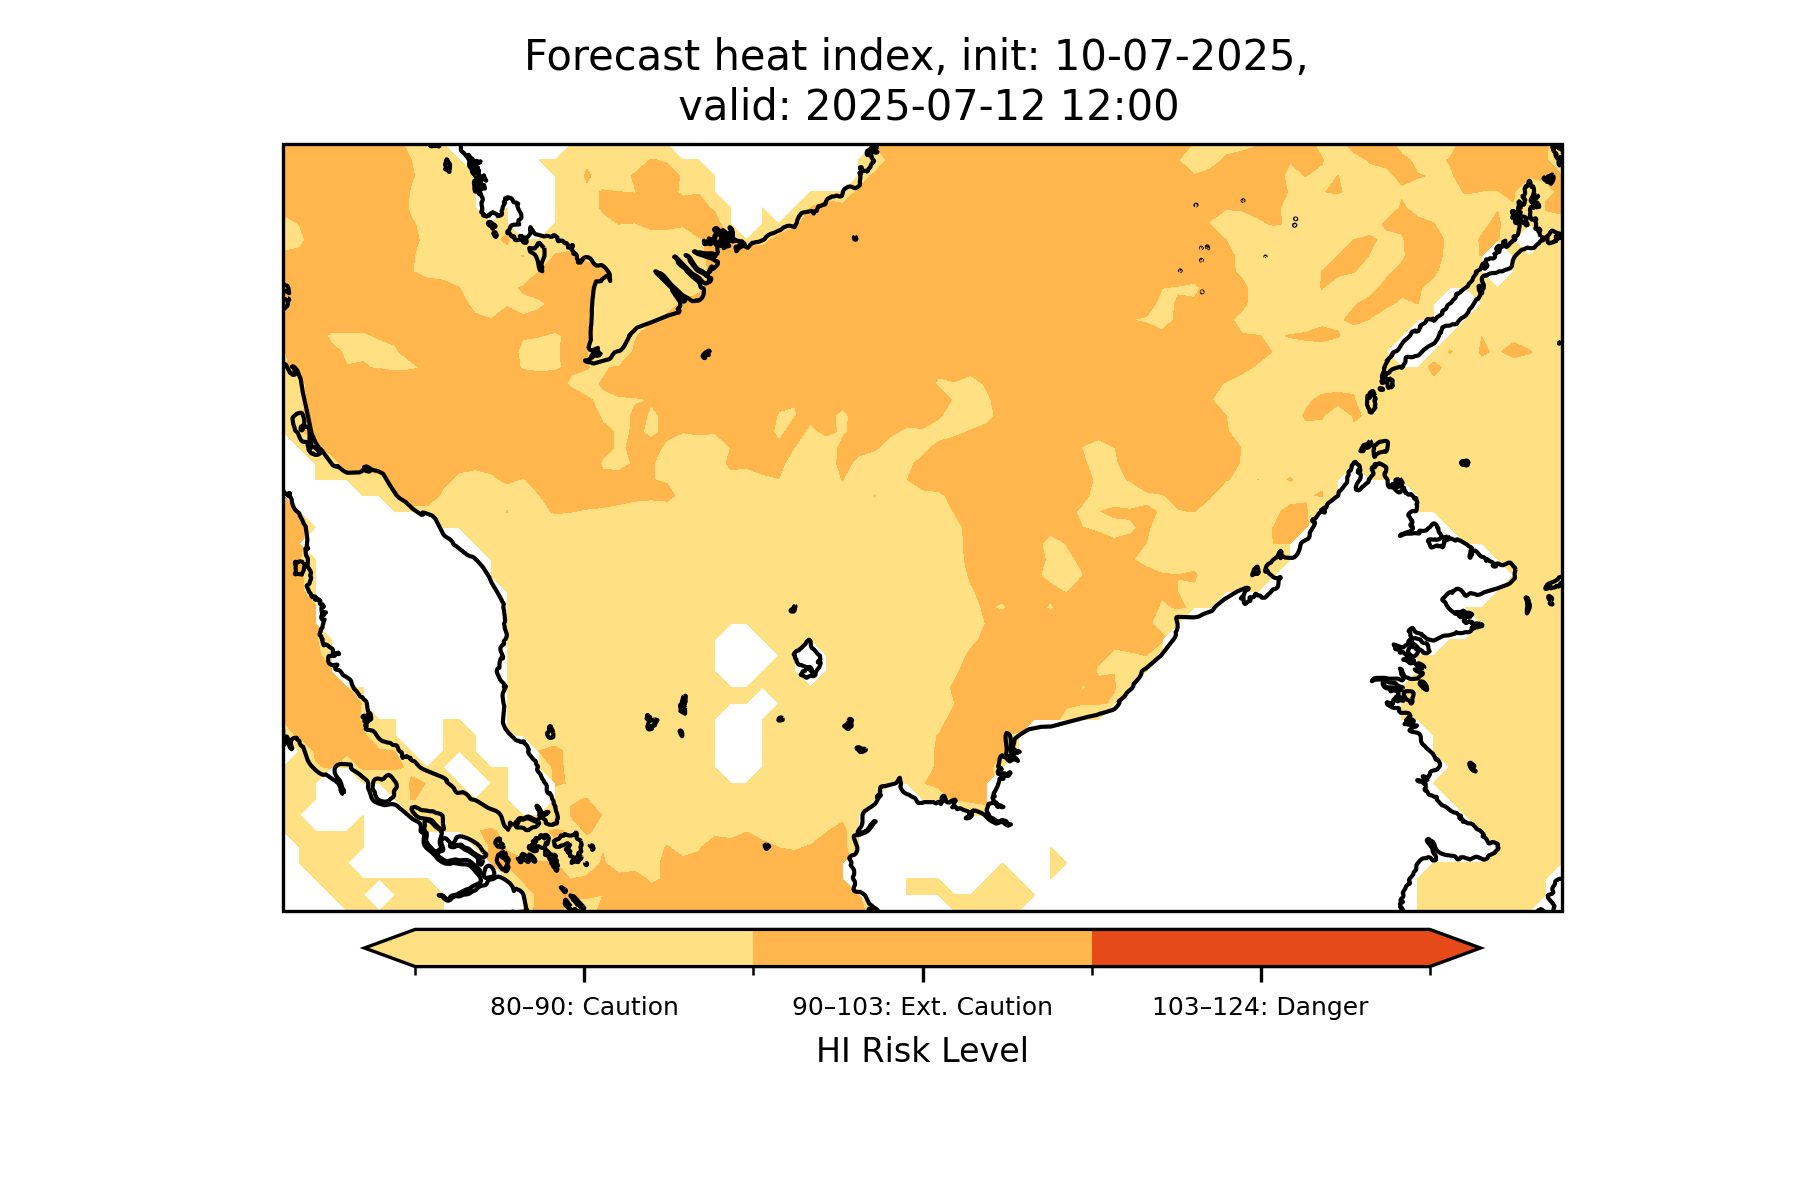 Forecast heat index, init: 10-07-2025,
valid: 2025-07-12 12:00
80–90: Caution
90–103: Ext. Caution
103–124: Danger
HI Risk Level